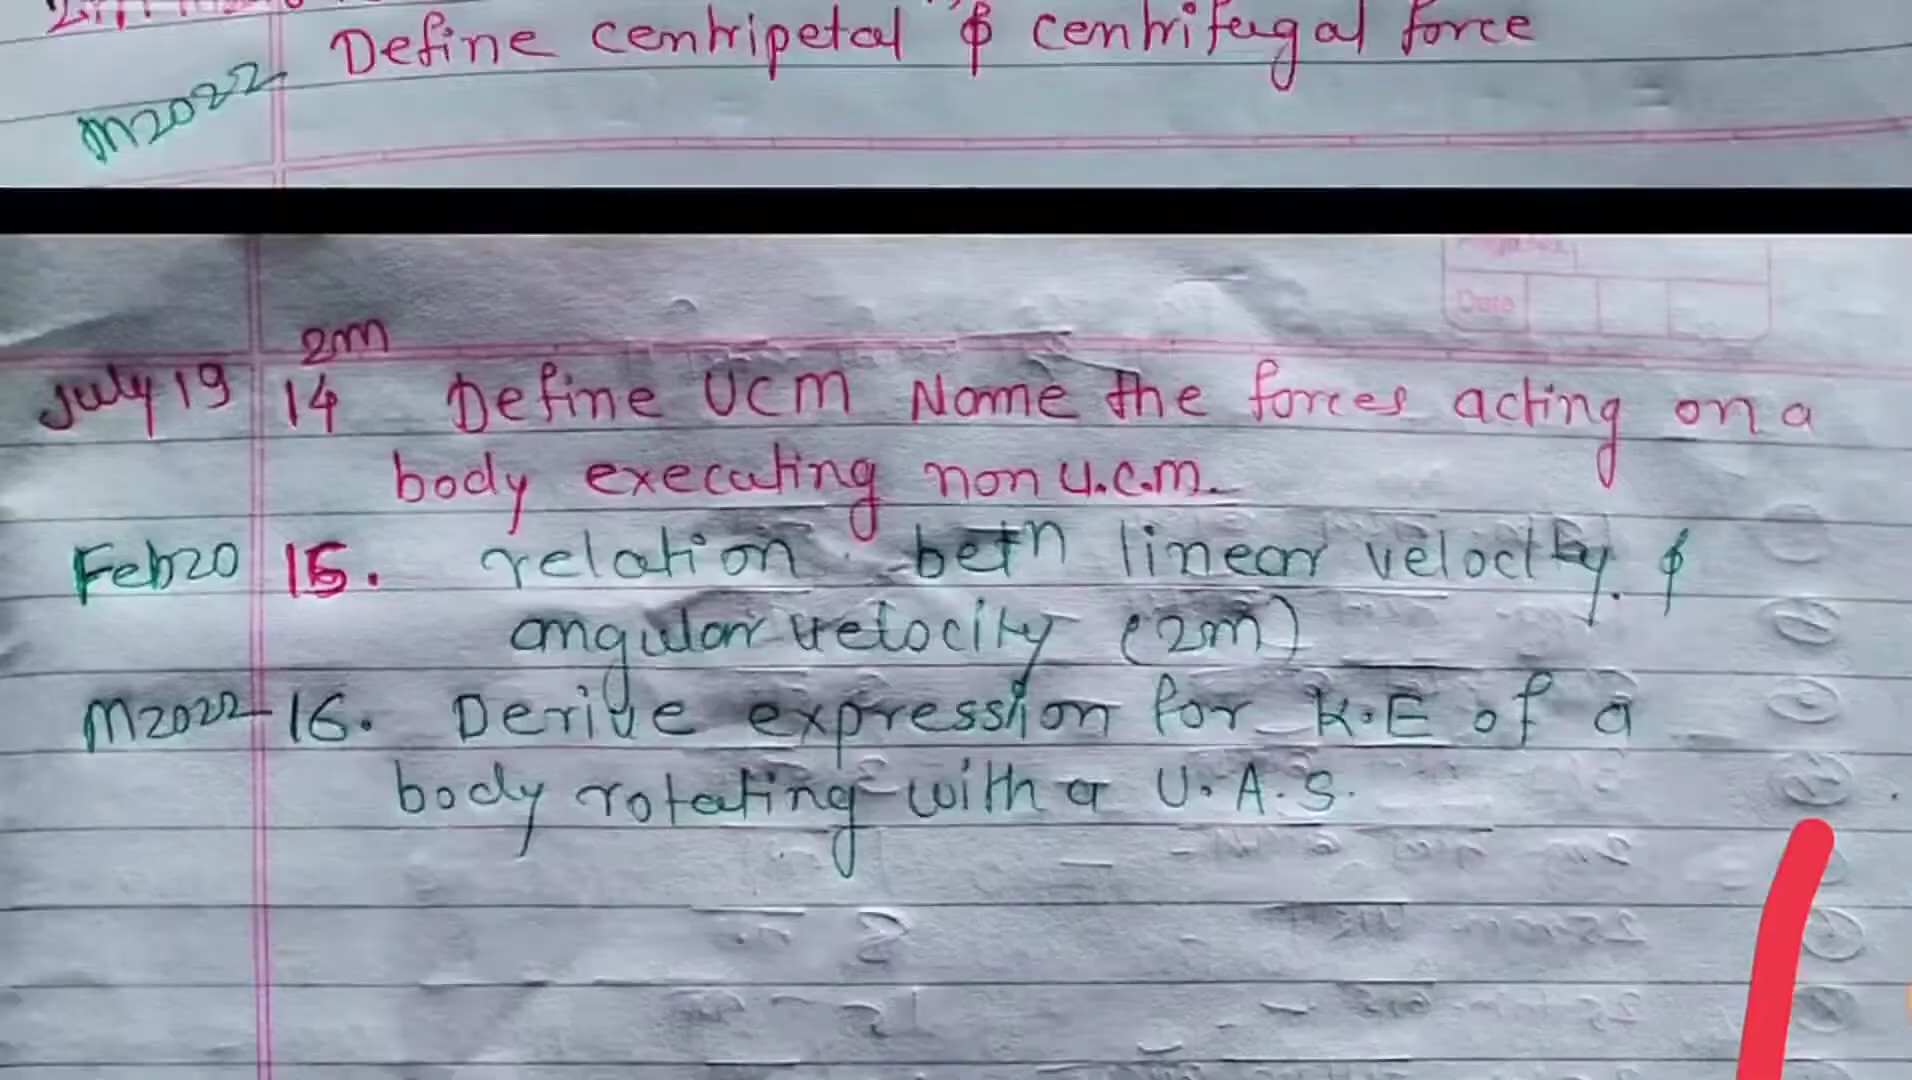 Define centripetal & centrifugal force
M2022
Date
2m
July 19 14 Define UCM Name the forces acting on a
body executing non u.c.m.
Feb20 15. relation betn linear velocity &
angular velocity (2m)
M2022 16. Derive expression for K.E of a
body rotating with a U.A.S.